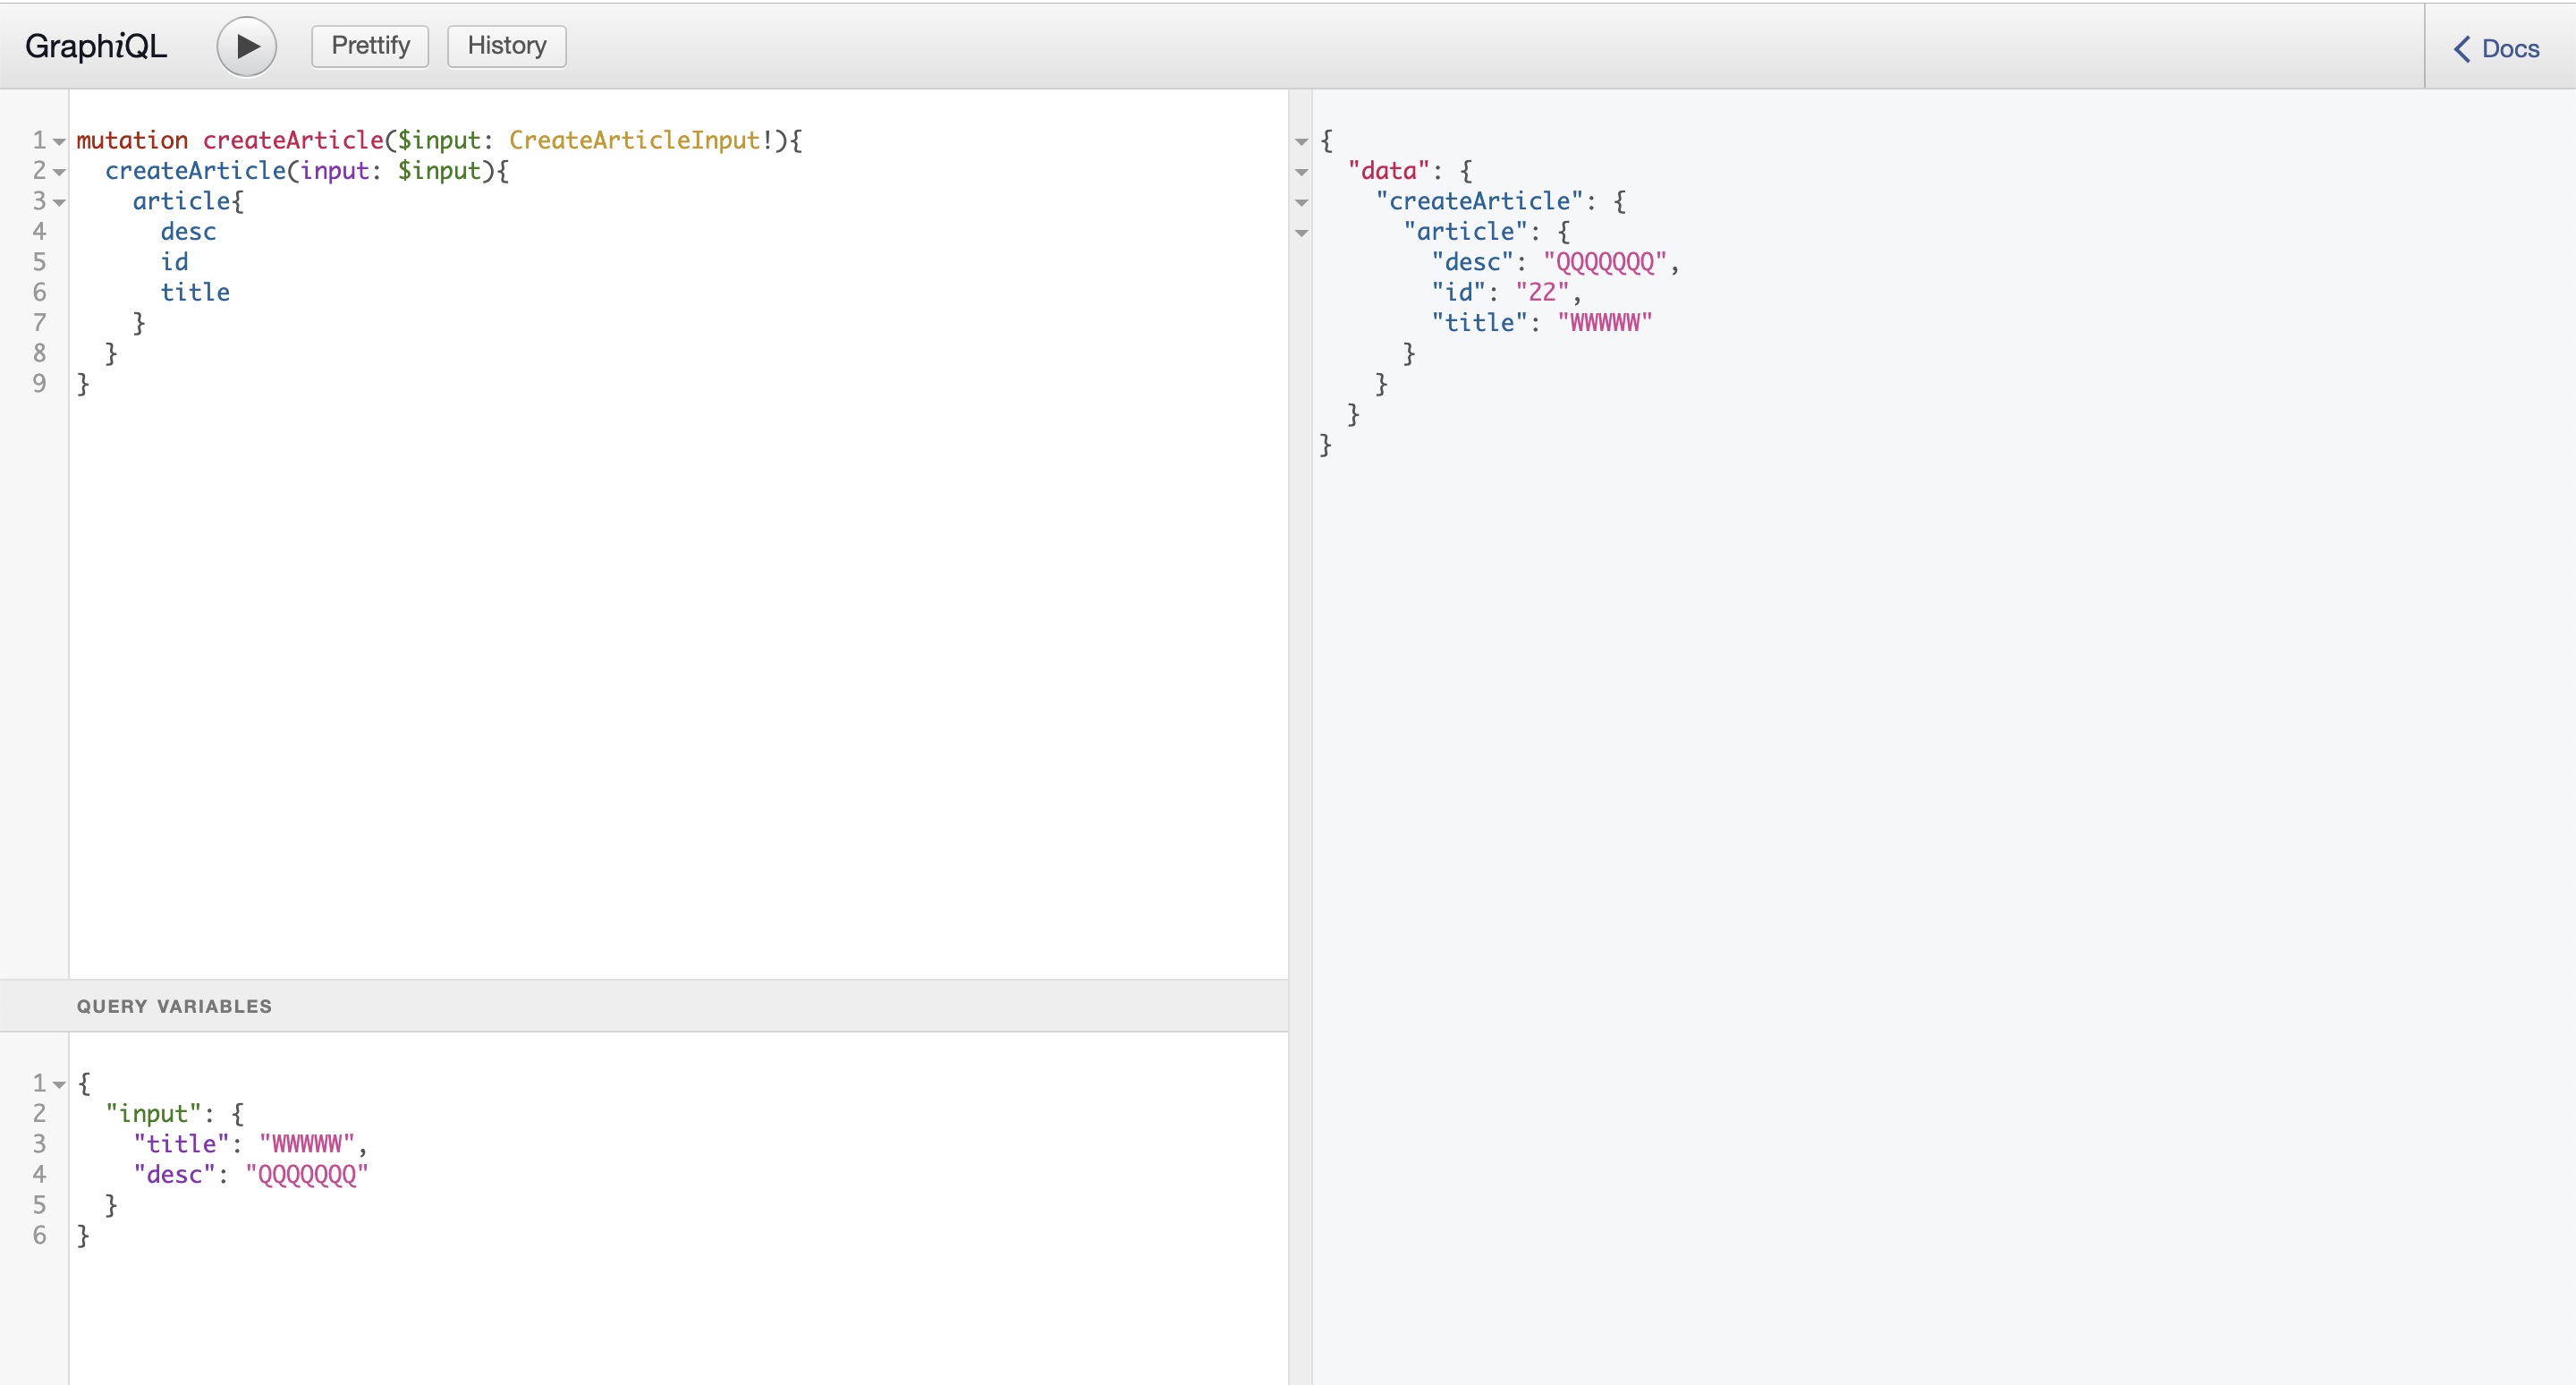 GraphiQL
Prettify
History
Docs
1 mutation createArticle($input: CreateArticleInput!){
2   createArticle(input: $input){
3     article{
4       desc
5       id
6       title
7     }
8   }
9 }
QUERY VARIABLES
1 {
2   "input": {
3     "title": "WWWWW",
4     "desc": "QQQQQQQ"
5   }
6 }
{
  "data": {
    "createArticle": {
      "article": {
        "desc": "QQQQQQQ",
        "id": "22",
        "title": "WWWWW"
      }
    }
  }
}